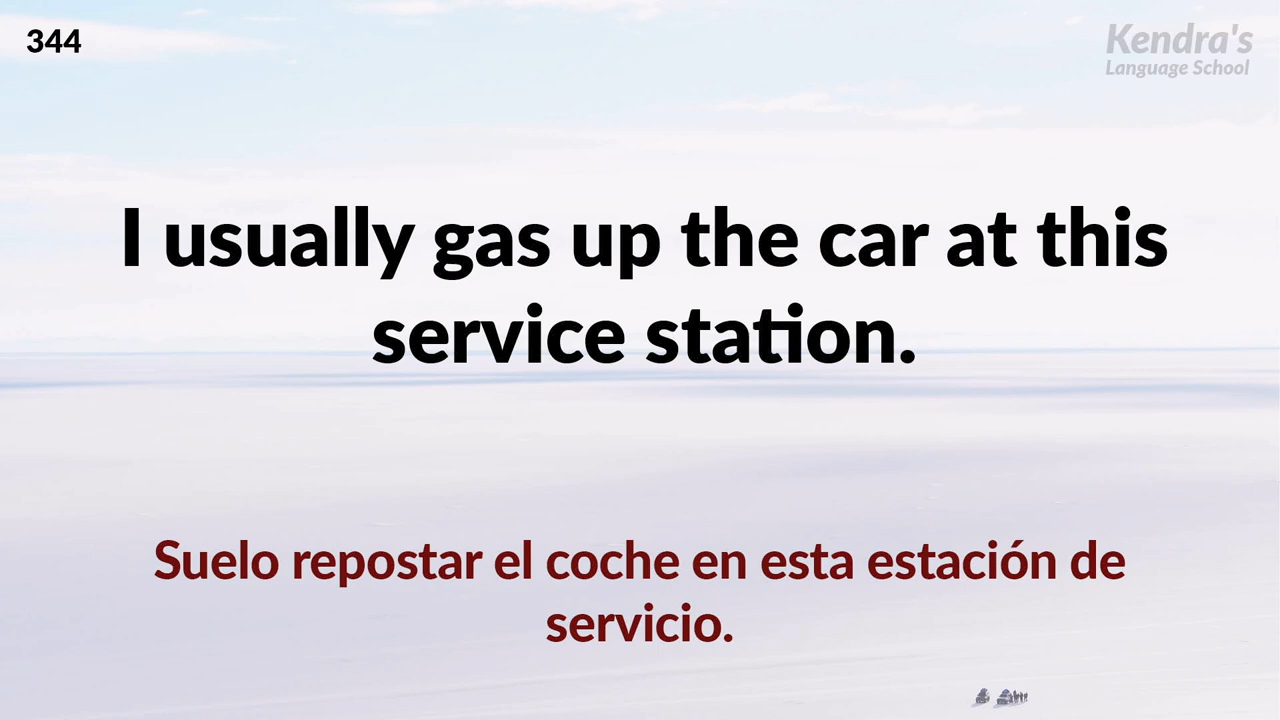 344
Kendra's
Language School
I usually gas up the car at this
service station.
Suelo repostar el coche en esta estación de
servicio.